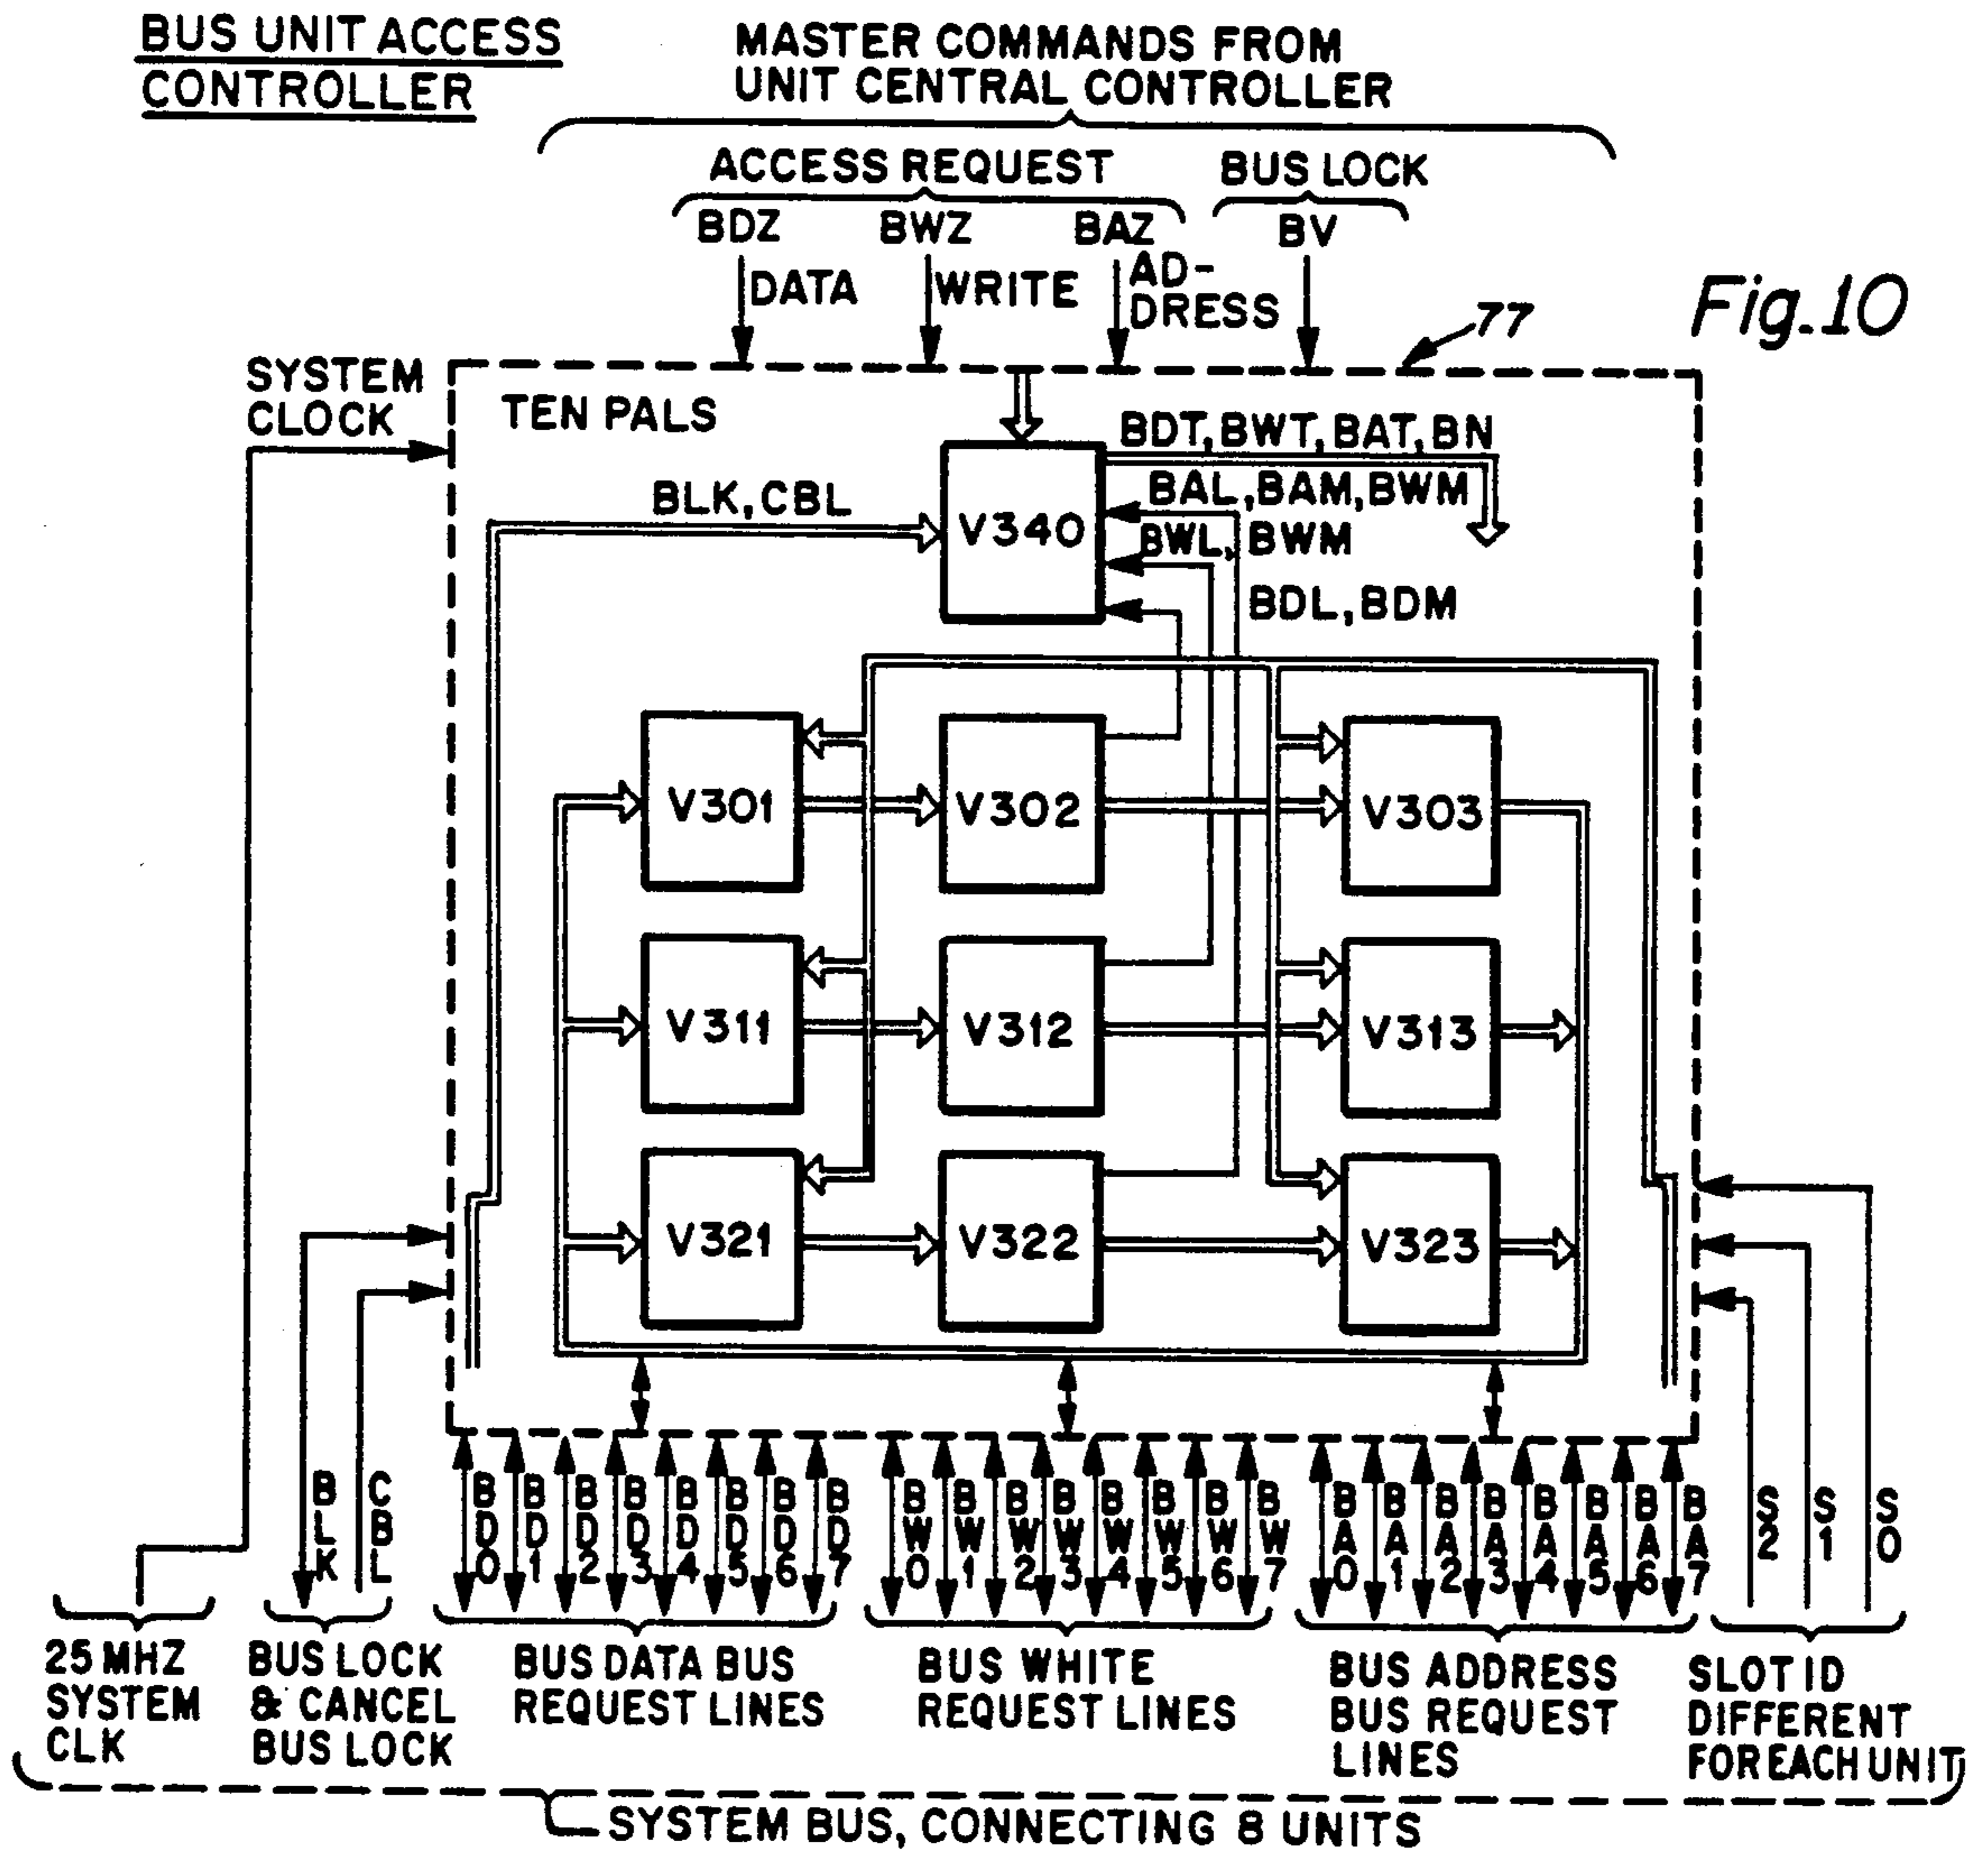 BUS UNIT ACCESS
CONTROLLER
MASTER COMMANDS FROM
UNIT CENTRAL CONTROLLER
ACCESS REQUEST
BUS LOCK
BDZ
BWZ
BAZ
BV
DATA
WRITE
AD-
DRESS
Fig. 10
77
SYSTEM
CLOCK
TEN PALS
BDT, BWT, BAT, BN
BLK, CBL
V340
BAL, BAM, BWM
BWL, BWM
BDL, BDM
V301
V302
V303
V311
V312
V313
V321
V322
V323
BLK
CBL
BD0
BD1
BD2
BD3
BD4
BD5
BD6
BD7
BW0
BW1
BW2
BW3
BW4
BW5
BW6
BW7
BA0
BA1
BA2
BA3
BA4
BA5
BA6
BA7
S2
S1
S0
25 MHZ
SYSTEM
CLK
BUS LOCK
& CANCEL
BUS LOCK
BUS DATA BUS
REQUEST LINES
BUS WHITE
REQUEST LINES
BUS ADDRESS
BUS REQUEST
LINES
SLOT ID
DIFFERENT
FOR EACH UNIT
SYSTEM BUS, CONNECTING 8 UNITS